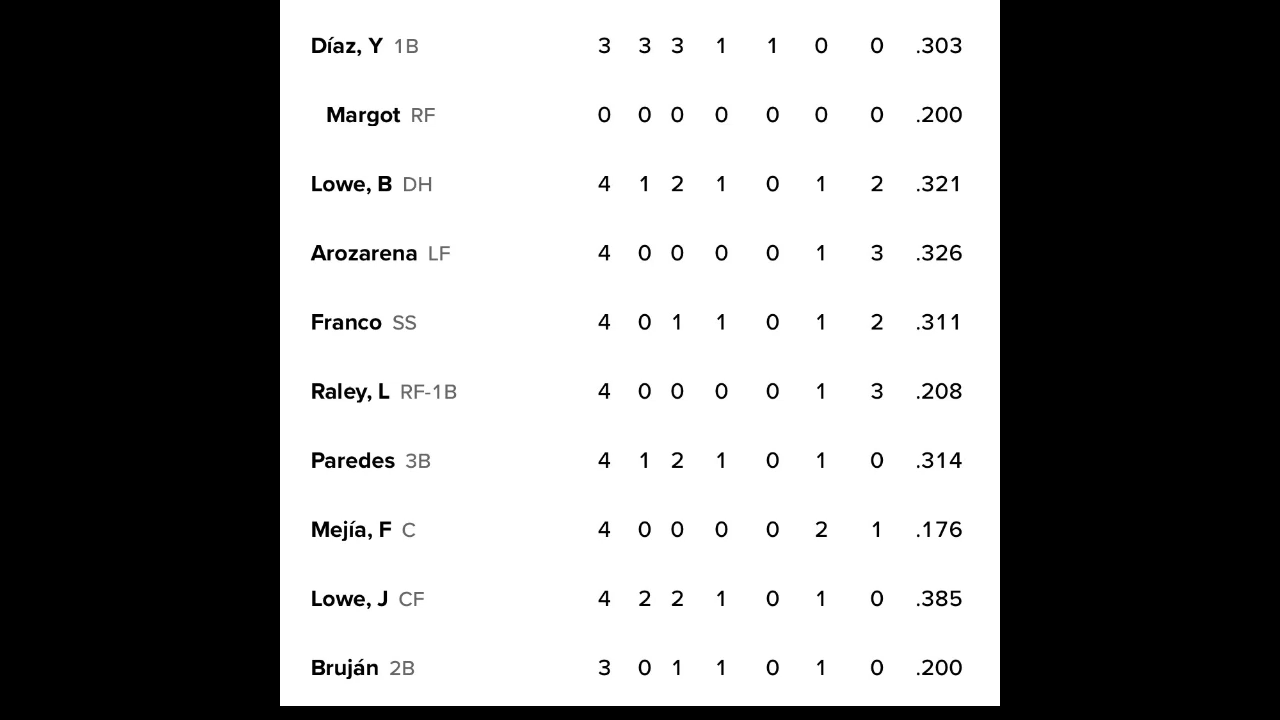 Díaz, Y 1B 3 3 3 1 1 0 0 .303
Margot RF 0 0 0 0 0 0 0 .200
Lowe, B DH 4 1 2 1 0 1 2 .321
Arozarena LF 4 0 0 0 0 1 3 .326
Franco SS 4 0 1 1 0 1 2 .311
Raley, L RF-1B 4 0 0 0 0 1 3 .208
Paredes 3B 4 1 2 1 0 1 0 .314
Mejía, F C 4 0 0 0 0 2 1 .176
Lowe, J CF 4 2 2 1 0 1 0 .385
Bruján 2B 3 0 1 1 0 1 0 .200